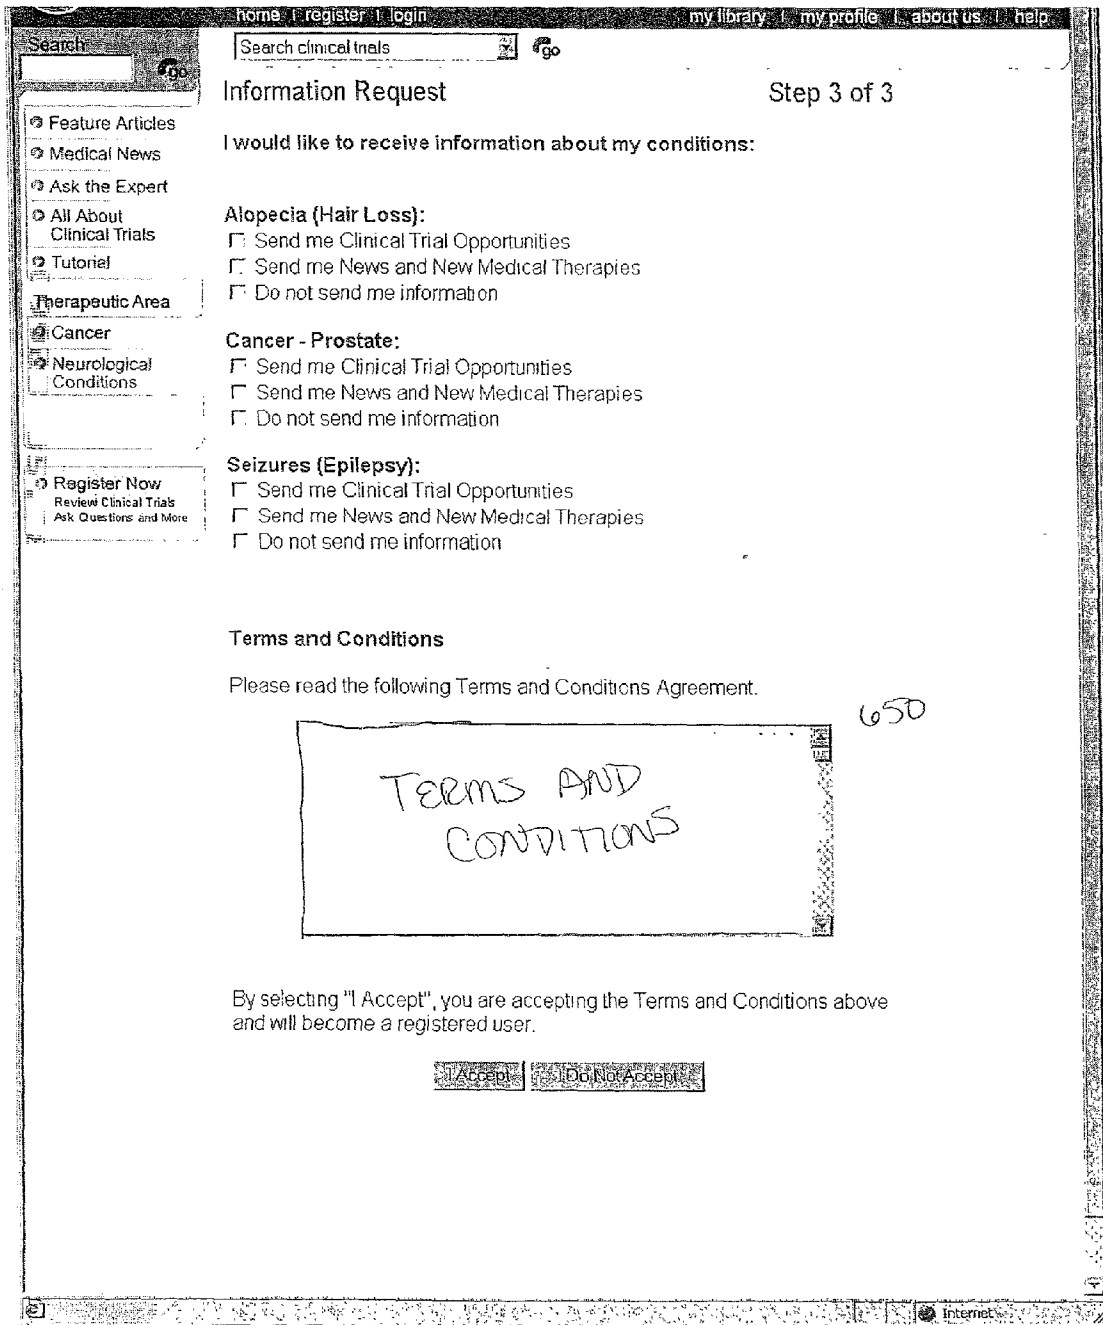 home | register | login
my library | my profile | about us | help
Search
go
Search clinical trials
go
Information Request
Step 3 of 3
Feature Articles
Medical News
Ask the Expert
All About
Clinical Trials
Tutorial
Therapeutic Area
Cancer
Neurological
Conditions
Register Now
Review Clinical Trials
Ask Questions and More
I would like to receive information about my conditions:
Alopecia (Hair Loss):
Send me Clinical Trial Opportunities
Send me News and New Medical Therapies
Do not send me information
Cancer - Prostate:
Send me Clinical Trial Opportunities
Send me News and New Medical Therapies
Do not send me information
Seizures (Epilepsy):
Send me Clinical Trial Opportunities
Send me News and New Medical Therapies
Do not send me information
Terms and Conditions
Please read the following Terms and Conditions Agreement.
650
TERMS AND
CONDITIONS
By selecting "I Accept", you are accepting the Terms and Conditions above
and will become a registered user.
I Accept
I Do Not Accept
Internet